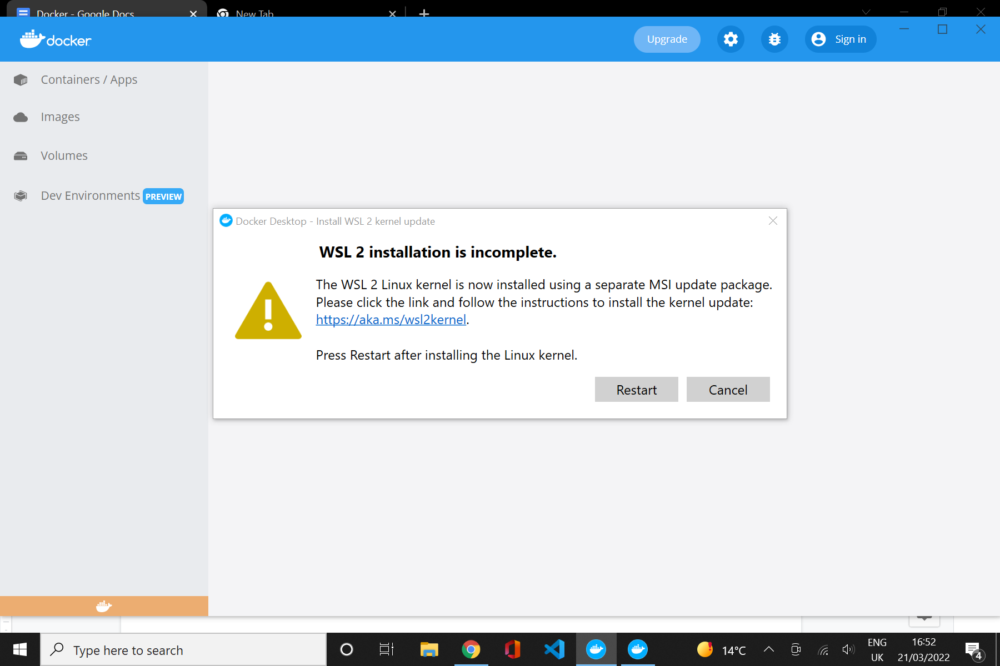 Docker - Google Docs
New Tab
docker
Upgrade
Sign in
Containers / Apps
Images
Volumes
Dev Environments PREVIEW
Docker Desktop - Install WSL 2 kernel update
WSL 2 installation is incomplete.
The WSL 2 Linux kernel is now installed using a separate MSI update package.
Please click the link and follow the instructions to install the kernel update:
https://aka.ms/wsl2kernel.
Press Restart after installing the Linux kernel.
Restart
Cancel
Type here to search
14°C
ENG
UK
16:52
21/03/2022
4